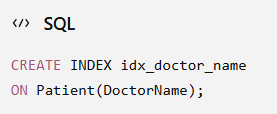 </> SQL
CREATE INDEX idx_doctor_name
ON Patient(DoctorName);